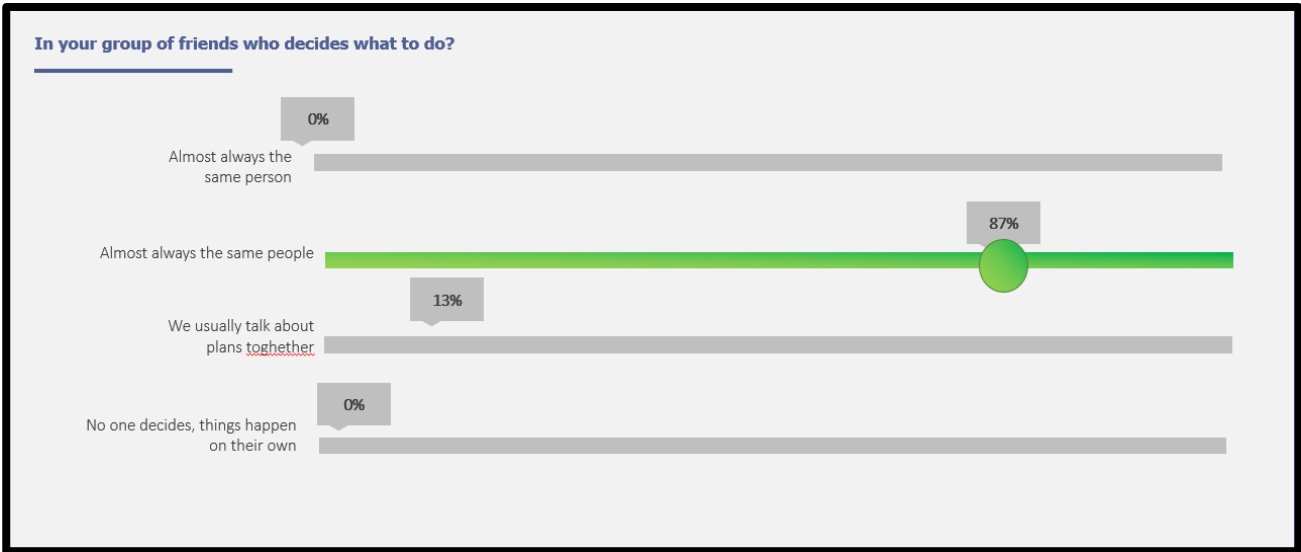 In your group of friends who decides what to do?
0%
Almost always the
same person
87%
Almost always the same people
13%
We usually talk about
plans toghether
0%
No one decides, things happen
on their own